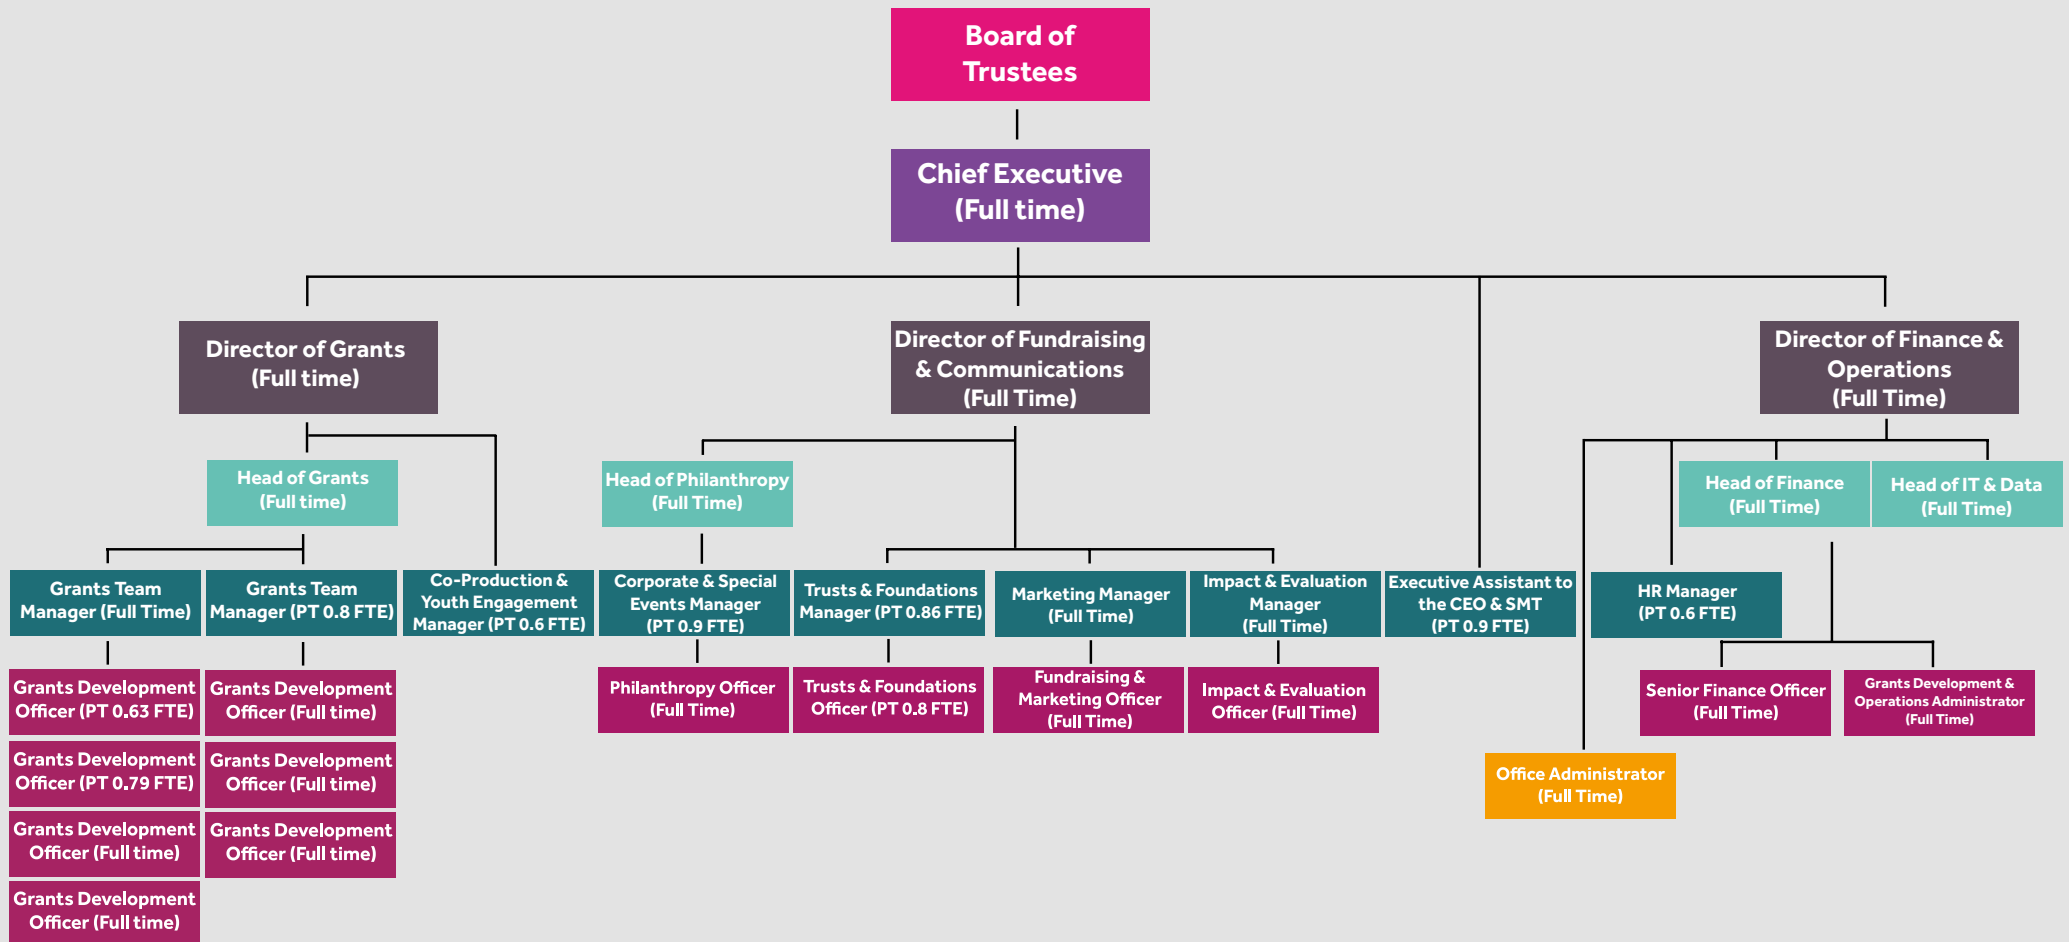 Board of
Trustees
Chief Executive
(Full time)
Director of Grants
(Full time)
Director of Fundraising
& Communications
(Full Time)
Director of Finance &
Operations
(Full Time)
Head of Grants
(Full time)
Head of Philanthropy
(Full Time)
Head of Finance
(Full Time)
Head of IT & Data
(Full Time)
Grants Team
Manager (Full Time)
Grants Team
Manager (PT 0.8 FTE)
Co-Production &
Youth Engagement
Manager (PT 0.6 FTE)
Corporate & Special
Events Manager
(PT 0.9 FTE)
Trusts & Foundations
Manager (PT 0.86 FTE)
Marketing Manager
(Full Time)
Impact & Evaluation
Manager
(Full Time)
Executive Assistant to
the CEO & SMT
(PT 0.9 FTE)
HR Manager
(PT 0.6 FTE)
Grants Development
Officer (PT 0.63 FTE)
Grants Development
Officer (Full time)
Philanthropy Officer
(Full Time)
Trusts & Foundations
Officer (PT 0.8 FTE)
Fundraising &
Marketing Officer
(Full Time)
Impact & Evaluation
Officer (Full Time)
Senior Finance Officer
(Full Time)
Grants Development &
Operations Administrator
(Full Time)
Grants Development
Officer (PT 0.79 FTE)
Grants Development
Officer (Full time)
Office Administrator
(Full Time)
Grants Development
Officer (Full time)
Grants Development
Officer (Full time)
Grants Development
Officer (Full time)